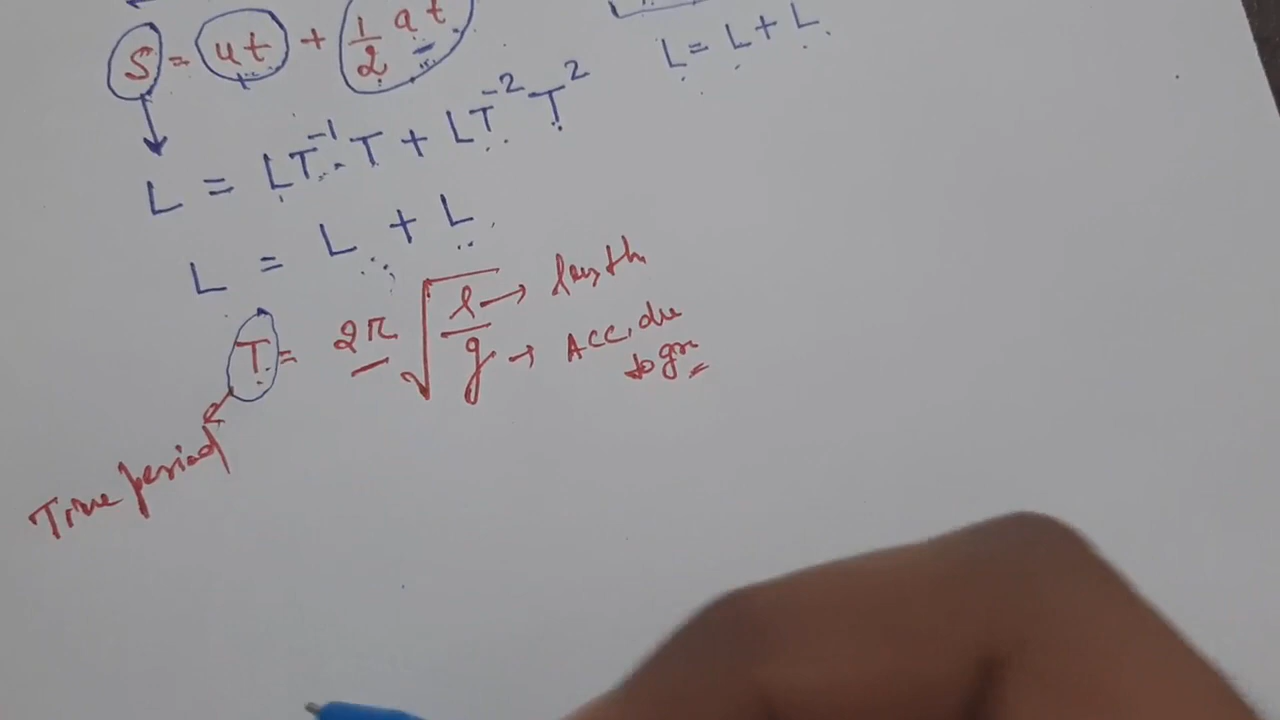 S = ut + 1/2 at
L = L + L
L = LT⁻¹ T + LT⁻² T²
L = L + L
T = 2π √(l/g) → length
→ Acc. due
to gr
Time period